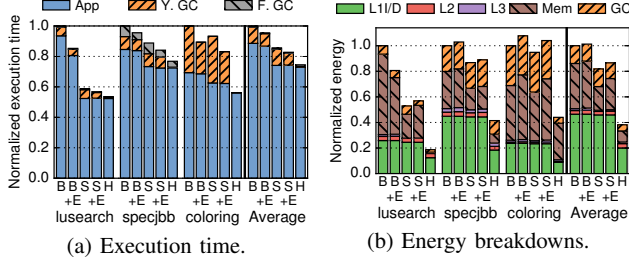 App Y. GC F. GC
Normalized execution time
1.0
0.8
0.6
0.4
0.2
0.0
B B S S H B B S S H B B S S H B B S S H
+E +E +E +E +E +E +E +E
lusearch specjbb coloring Average
(a) Execution time.
L1I/D L2 L3 Mem GC
Normalized energy
1.0
0.8
0.6
0.4
0.2
0.0
B B S S H B B S S H B B S S H B B S S H
+E +E +E +E +E +E +E +E
lusearch specjbb coloring Average
(b) Energy breakdowns.